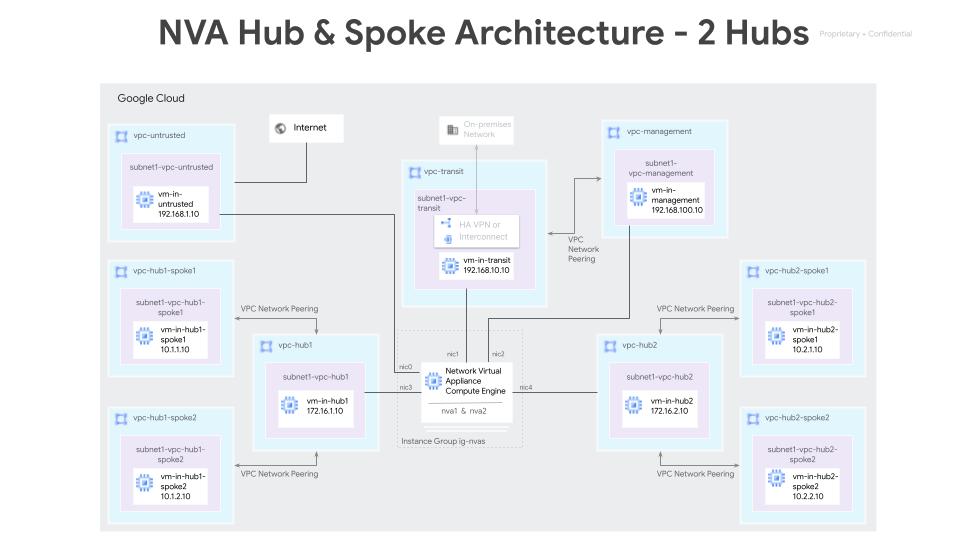 NVA Hub & Spoke Architecture - 2 Hubs
Proprietary + Confidential
Google Cloud
vpc-untrusted
subnet1-vpc-untrusted
vm-in-
untrusted
192.168.1.10
Internet
On-premises
Network
vpc-transit
subnet1-vpc-
transit
HA VPN or
Interconnect
vm-in-transit
192.168.10.10
vpc-management
subnet1-
vpc-management
vm-in-
management
192.168.100.10
VPC
Network
Peering
vpc-hub1-spoke1
subnet1-vpc-hub1-
spoke1
vm-in-hub1-
spoke1
10.1.1.10
VPC Network Peering
vpc-hub1
subnet1-vpc-hub1
vm-in-hub1
172.16.1.10
nic0
nic1
nic2
nic3
nic4
Network Virtual
Appliance
Compute Engine
nva1 & nva2
Instance Group ig-nvas
VPC Network Peering
vpc-hub2
subnet1-vpc-hub2
vm-in-hub2
172.16.2.10
vpc-hub2-spoke1
subnet1-vpc-hub2-
spoke1
vm-in-hub2-
spoke1
10.2.1.10
vpc-hub1-spoke2
subnet1-vpc-hub1-
spoke2
vm-in-hub1-
spoke2
10.1.2.10
VPC Network Peering
VPC Network Peering
vpc-hub2-spoke2
subnet1-vpc-hub2-
spoke2
vm-in-hub2-
spoke2
10.2.2.10